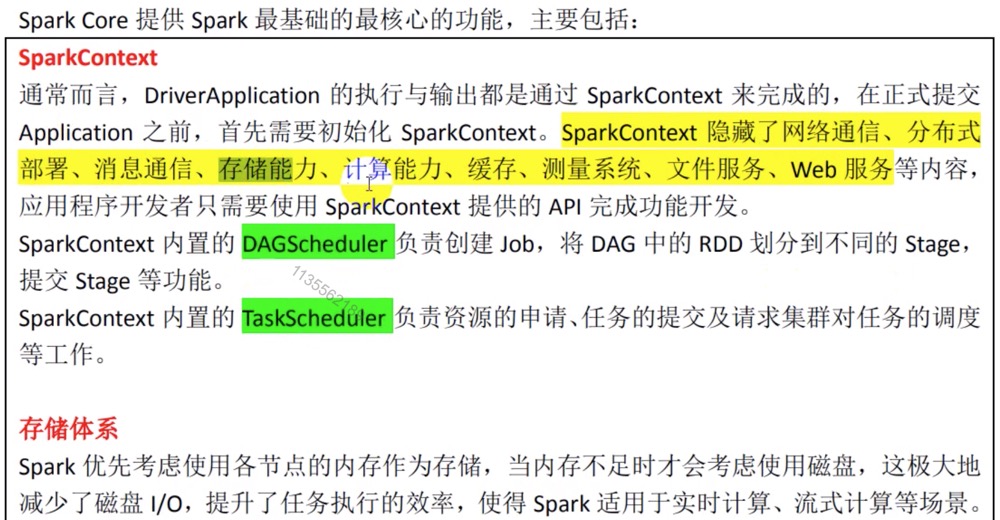 Spark Core 提供 Spark 最基础的最核心的功能，主要包括：
SparkContext
通常而言，DriverApplication 的执行与输出都是通过 SparkContext 来完成的，在正式提交
Application 之前，首先需要初始化 SparkContext。SparkContext 隐藏了网络通信、分布式
部署、消息通信、存储能力、计算能力、缓存、测量系统、文件服务、Web 服务等内容，
应用程序开发者只需要使用 SparkContext 提供的 API 完成功能开发。
SparkContext 内置的 DAGScheduler 负责创建 Job，将 DAG 中的 RDD 划分到不同的 Stage，
提交 Stage 等功能。
SparkContext 内置的 TaskScheduler 负责资源的申请、任务的提交及请求集群对任务的调度
等工作。
存储体系
Spark 优先考虑使用各节点的内存作为存储，当内存不足时才会考虑使用磁盘，这极大地
减少了磁盘 I/O，提升了任务执行的效率，使得 Spark 适用于实时计算、流式计算等场景。